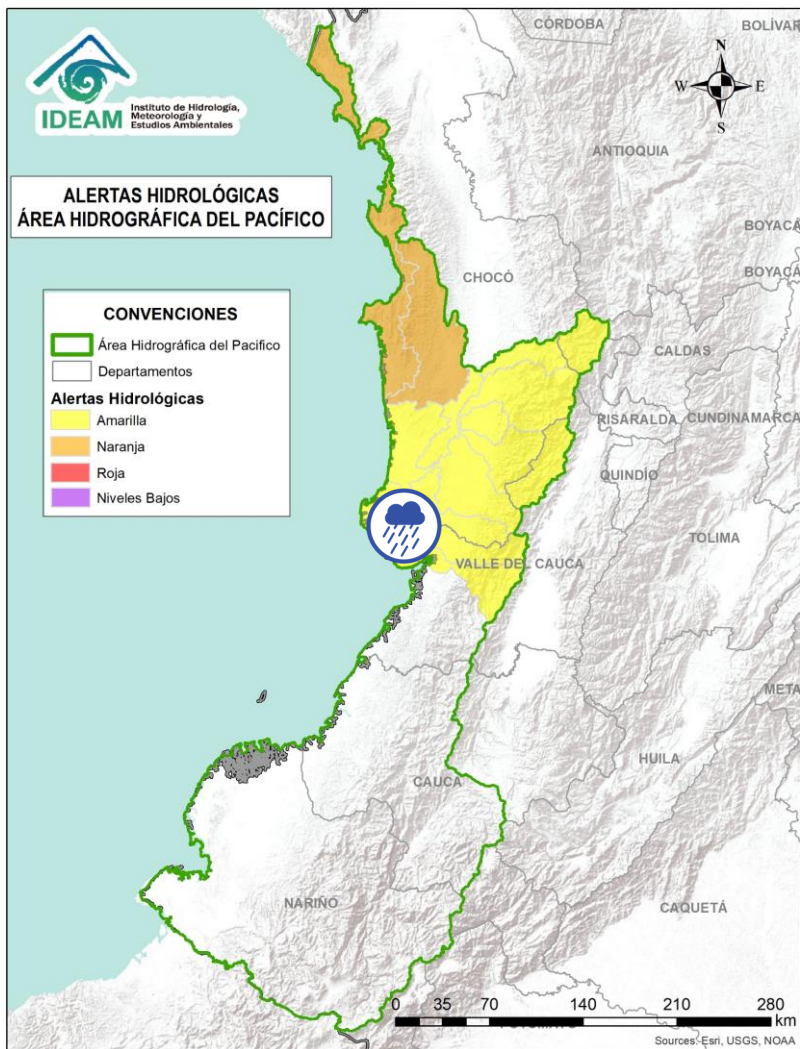 CÓRDOBA
BOLÍVAR
N
W
E
S
IDEAM
Instituto de Hidrología,
Meteorología y
Estudios Ambientales
ANTIOQUIA
ALERTAS HIDROLÓGICAS
ÁREA HIDROGRÁFICA DEL PACÍFICO
BOYACÁ
BOYACÁ
CHOCÓ
CONVENCIONES
Área Hidrográfica del Pacifico
Departamentos
Alertas Hidrológicas
Amarilla
Naranja
Roja
Niveles Bajos
CALDAS
RISARALDA
CUNDINAMARCA
QUINDÍO
TOLIMA
VALLE DEL CAUCA
META
HUILA
CAUCA
NARIÑO
CAQUETÁ
0 35 70 140 210 280
km
Sources: Esri, USGS, NOAA